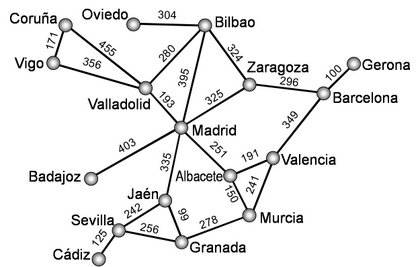 Oviedo
304
Bilbao
Coruña
171
455
Vigo
356
280
324
395
Zaragoza
Gerona
100
296
Barcelona
Valladolid
193
325
349
Madrid
403
251
191
Valencia
Badajoz
335
Albacete
150
241
Jaén
Murcia
Sevilla
242
99
278
256
Granada
125
Cádiz